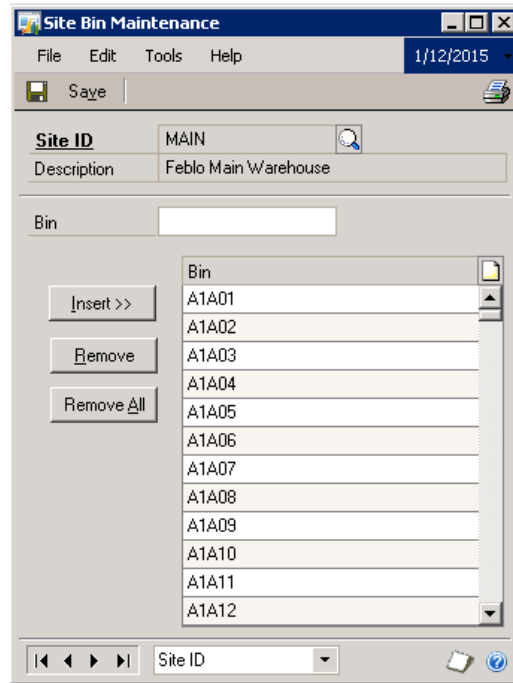 Site Bin Maintenance
File Edit Tools Help 1/12/2015
Save
Site ID MAIN
Description Feblo Main Warehouse
Bin
Bin
Insert >>
Remove
Remove All
A1A01
A1A02
A1A03
A1A04
A1A05
A1A06
A1A07
A1A08
A1A09
A1A10
A1A11
A1A12
Site ID